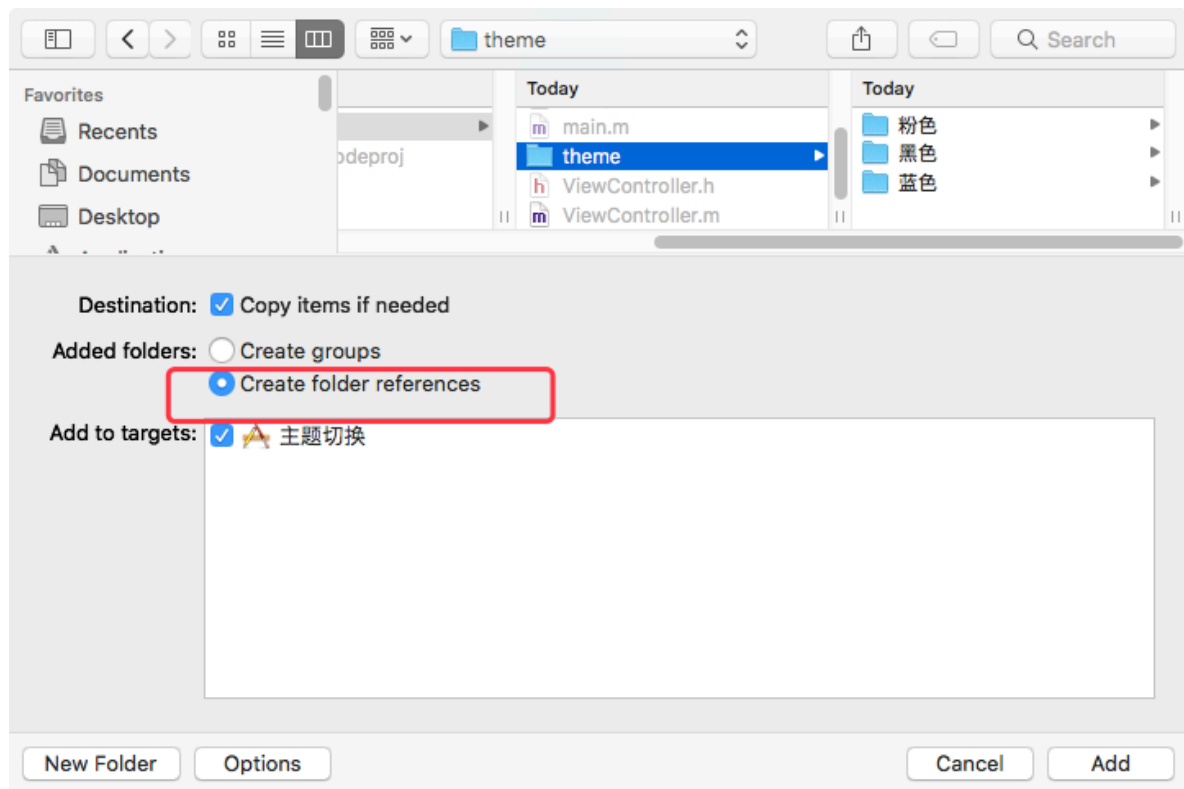 theme
Search
Favorites
Recents
Documents
Desktop
odeproj
Today
main.m
theme
ViewController.h
ViewController.m
Today
粉色
黑色
蓝色
Destination: Copy items if needed
Added folders: Create groups
Create folder references
Add to targets: 主题切换
New Folder
Options
Cancel
Add